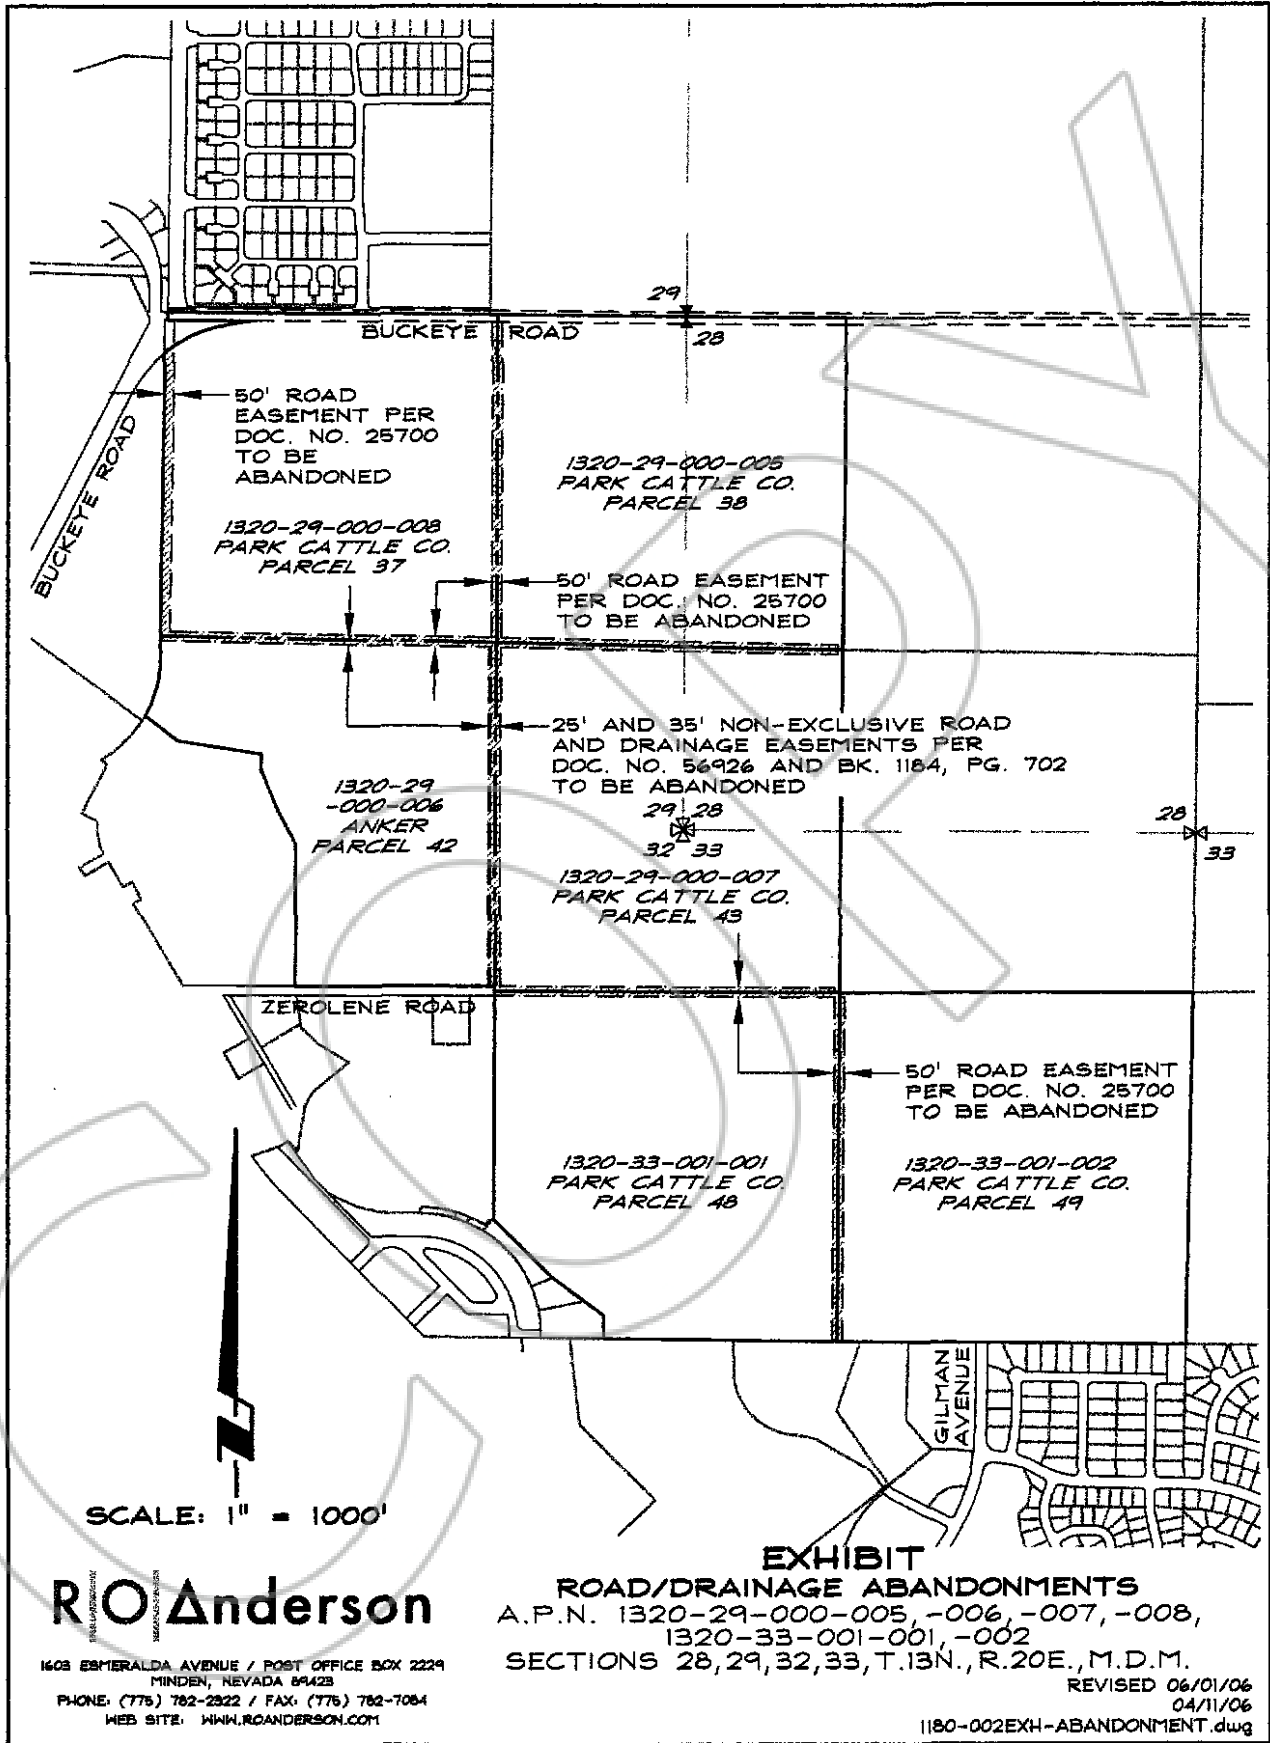 29
28
BUCKEYE ROAD
50' ROAD
EASEMENT PER
DOC. NO. 25700
TO BE
ABANDONED
BUCKEYE ROAD
1320-29-000-005
PARK CATTLE CO.
PARCEL 38
1320-29-000-008
PARK CATTLE CO.
PARCEL 37
50' ROAD EASEMENT
PER DOC. NO. 25700
TO BE ABANDONED
25' AND 35' NON-EXCLUSIVE ROAD
AND DRAINAGE EASEMENTS PER
DOC. NO. 56926 AND BK. 1184, PG. 702
TO BE ABANDONED
1320-29
-000-006
ANKER
PARCEL 42
29 28
32 33
28
33
1320-29-000-007
PARK CATTLE CO.
PARCEL 43
ZEROLENE ROAD
50' ROAD EASEMENT
PER DOC. NO. 25700
TO BE ABANDONED
1320-33-001-001
PARK CATTLE CO.
PARCEL 48
1320-33-001-002
PARK CATTLE CO.
PARCEL 49
GILMAN
AVENUE
Z
SCALE: 1" = 1000'
EXHIBIT
ROAD/DRAINAGE ABANDONMENTS
A.P.N. 1320-29-000-005, -006, -007, -008,
1320-33-001-001, -002
SECTIONS 28,29,32,33,T.13N.,R.20E.,M.D.M.
REVISED 06/01/06
04/11/06
1180-002EXH-ABANDONMENT.dwg
R O Anderson
1603 ESMERALDA AVENUE / POST OFFICE BOX 2229
MINDEN, NEVADA 89423
PHONE: (775) 782-2322 / FAX: (775) 782-7084
WEB SITE: WWW.ROANDERSON.COM
COPY